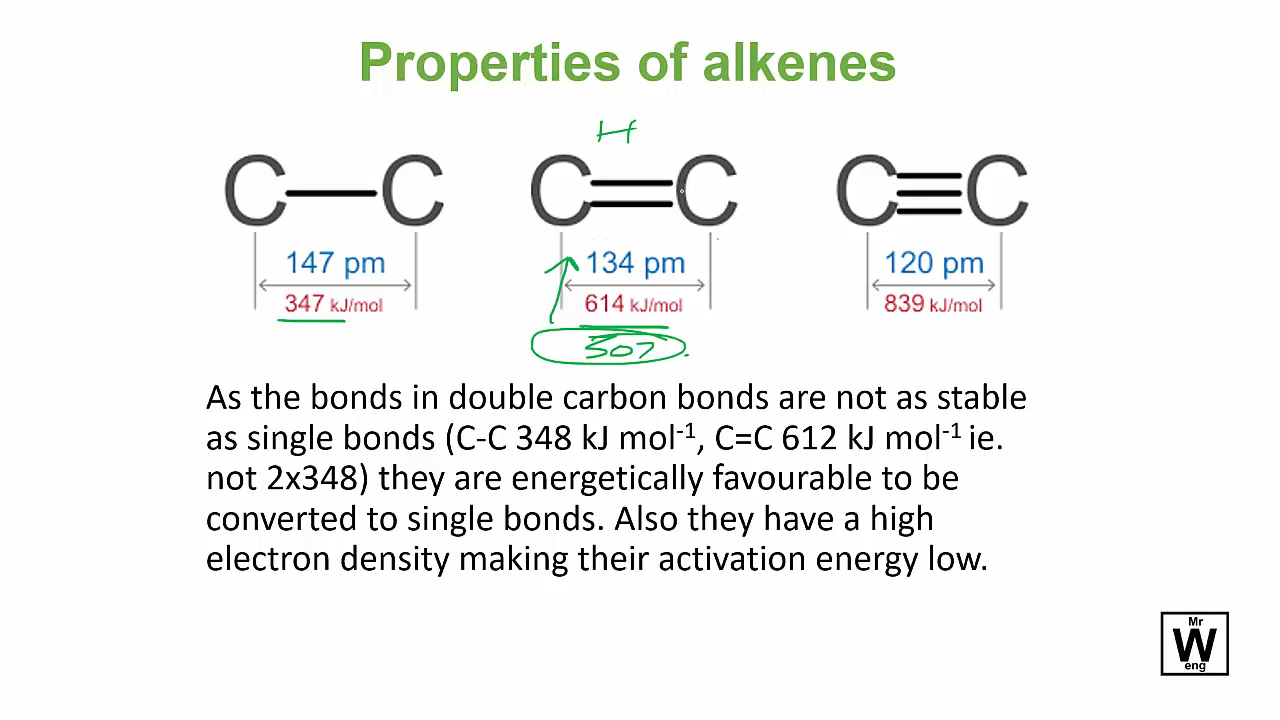 Properties of alkenes
H
C C C C C C
147 pm 134 pm 120 pm
347 kJ/mol 614 kJ/mol 839 kJ/mol
507
As the bonds in double carbon bonds are not as stable
as single bonds (C-C 348 kJ mol⁻¹, C=C 612 kJ mol⁻¹ ie.
not 2x348) they are energetically favourable to be
converted to single bonds. Also they have a high
electron density making their activation energy low.
Mr
W
eng